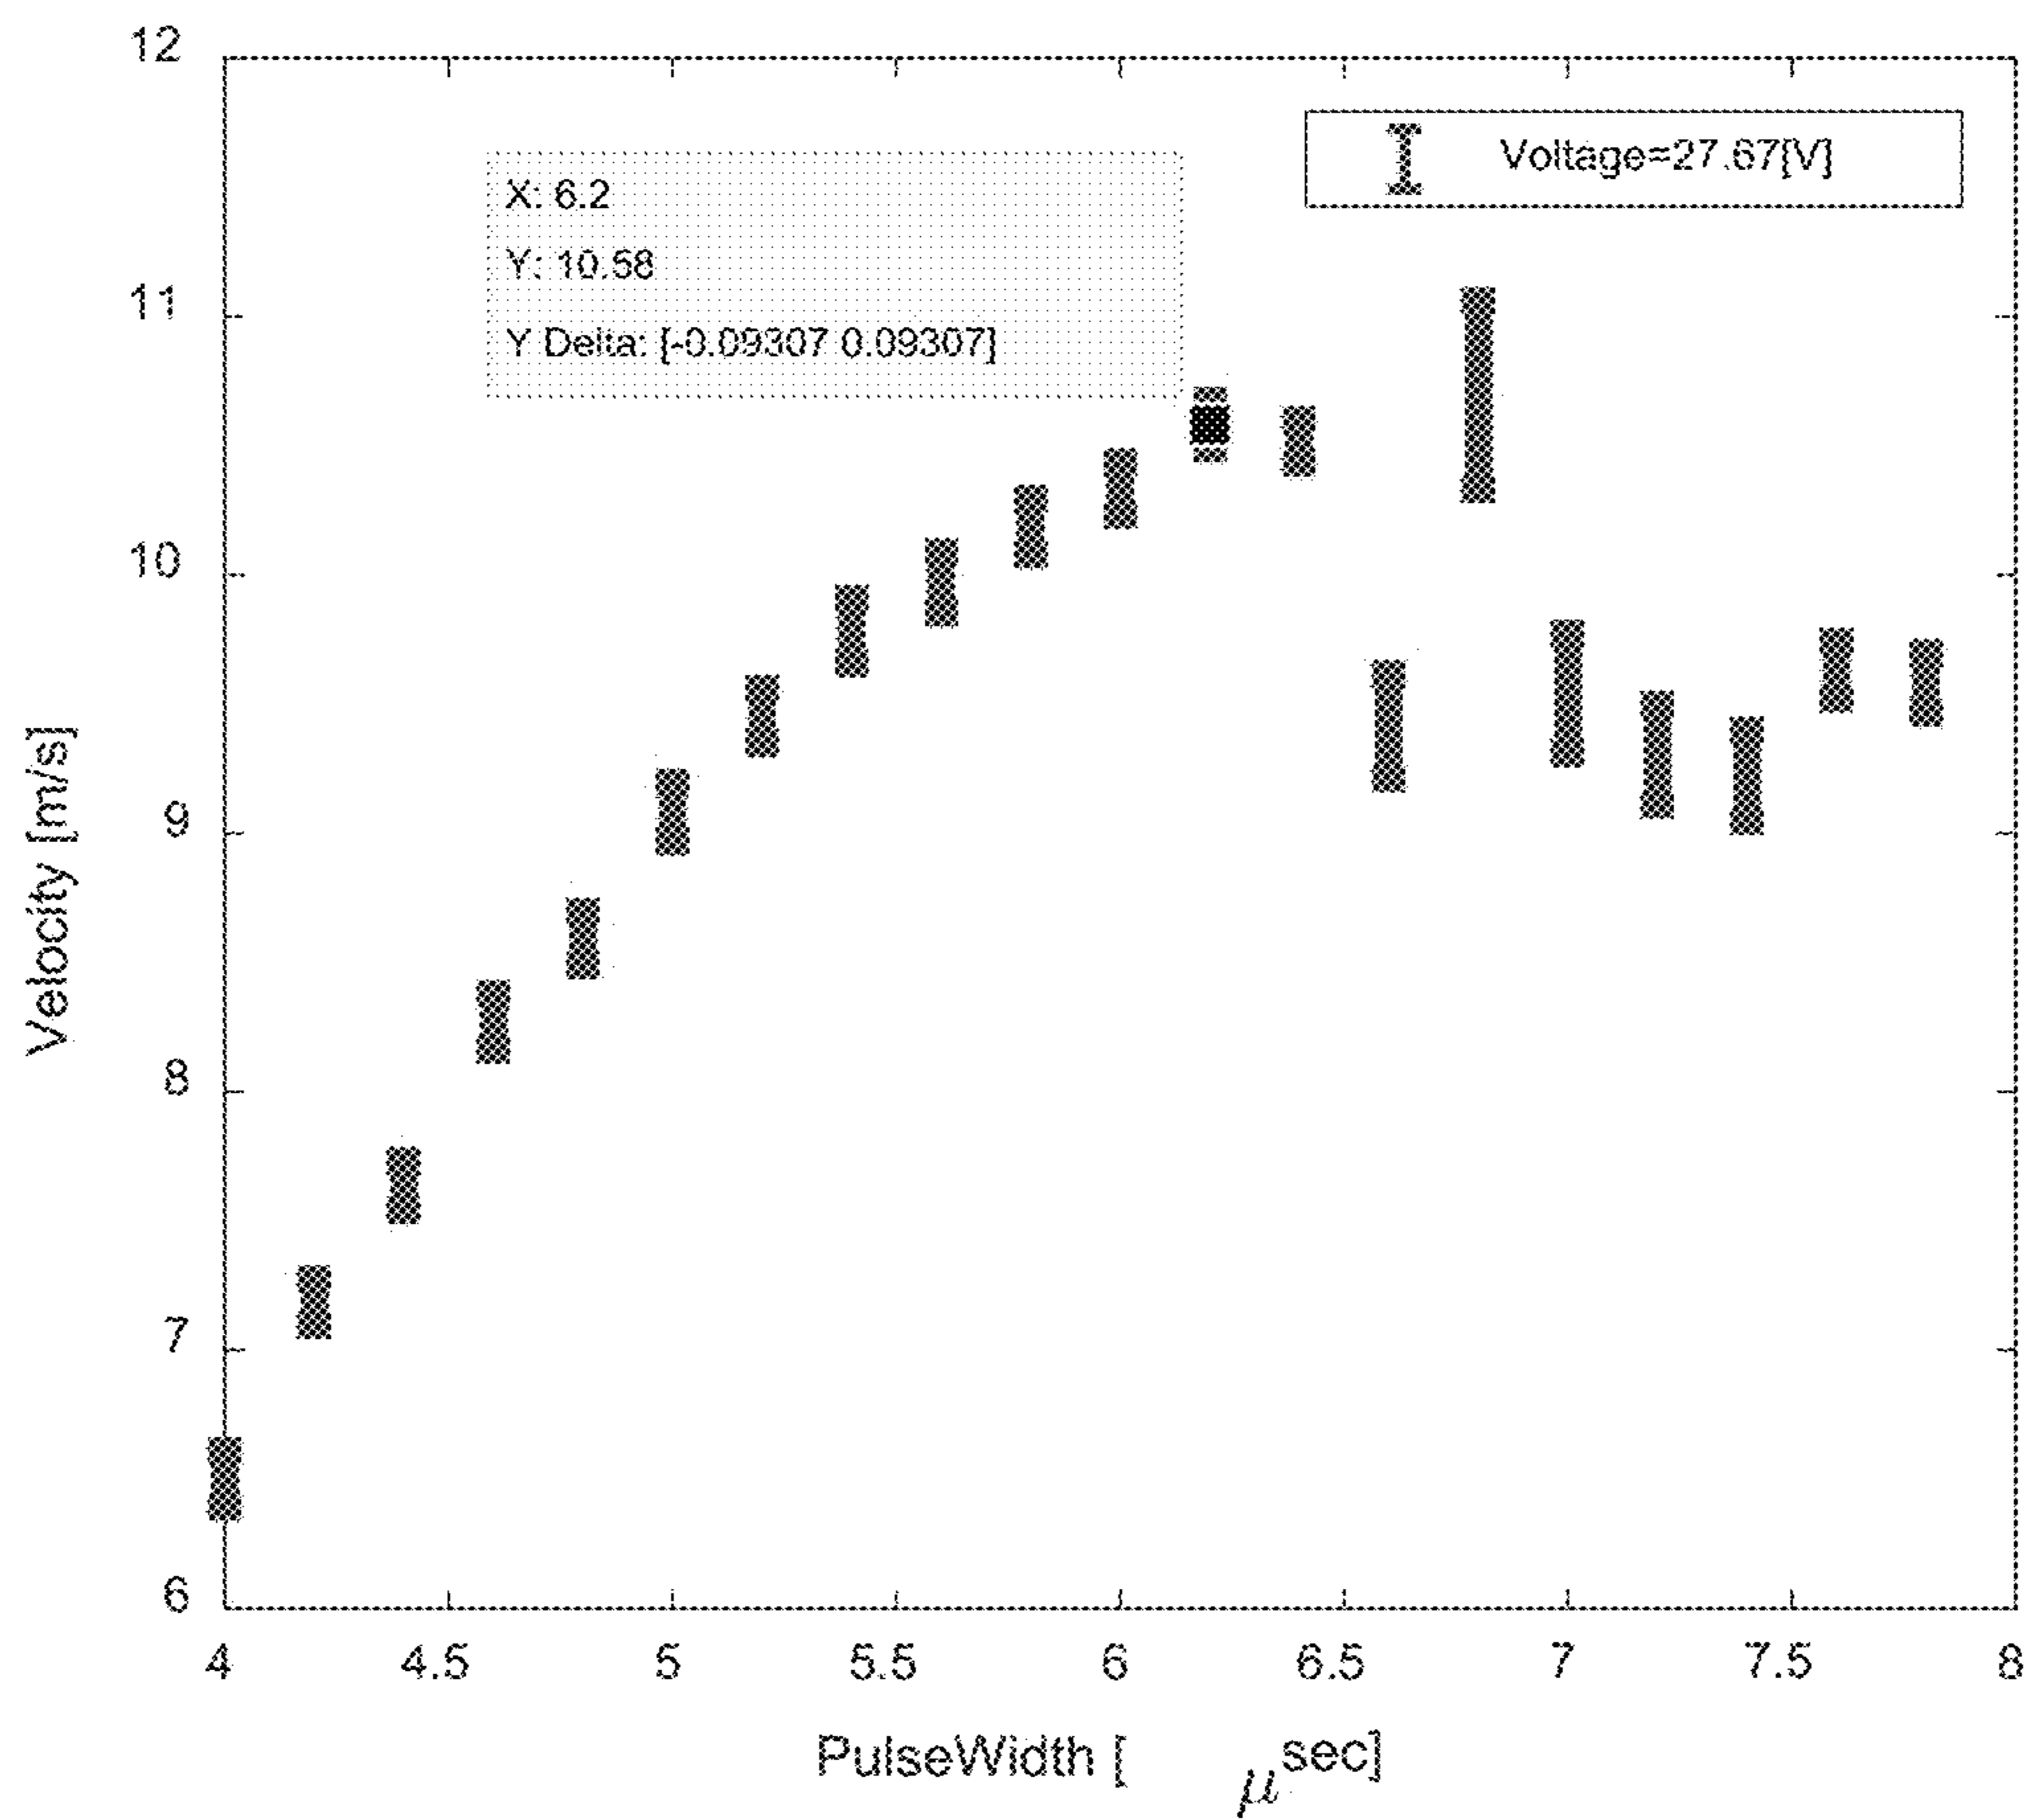 12
11
10
9
8
7
6
Velocity [m/s]
X: 6.2
Y: 10.58
Y Delta: [-0.09307 0.09307]
Voltage=27.67[V]
4 4.5 5 5.5 6 6.5 7 7.5 8
PulseWidth [ μsec]